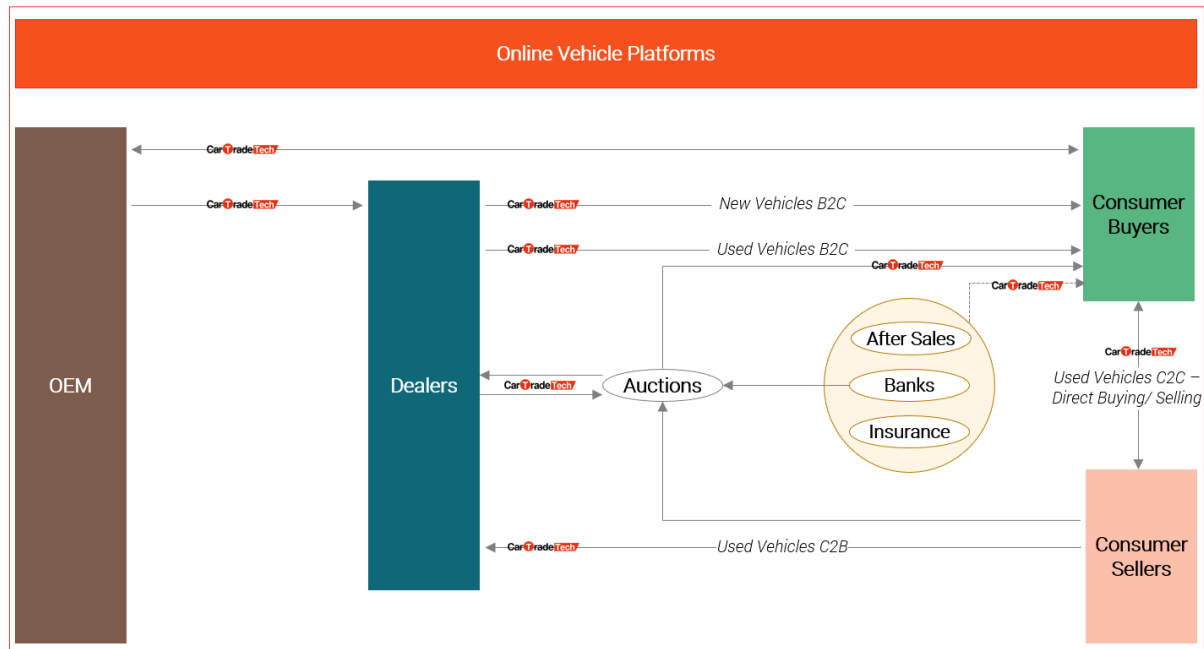 Online Vehicle Platforms
CarTradeTech
CarTradeTech
OEM
Dealers
CarTradeTech
New Vehicles B2C
CarTradeTech
Used Vehicles B2C
CarTradeTech
CarTradeTech
Consumer
Buyers
After Sales
Banks
Insurance
CarTradeTech
Auctions
CarTradeTech
Used Vehicles C2C –
Direct Buying/ Selling
CarTradeTech
Used Vehicles C2B
Consumer
Sellers